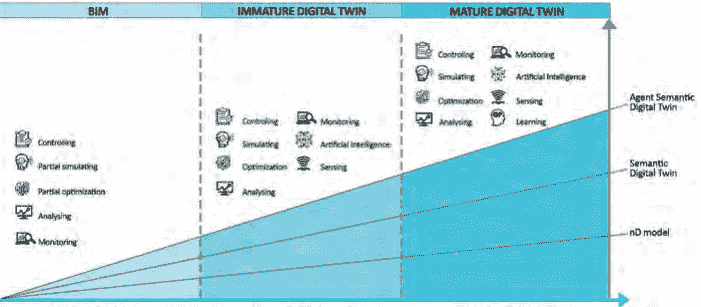 BIM
IMMATURE DIGITAL TWIN
MATURE DIGITAL TWIN
Controlling
Partial simulating
Partial optimization
Analysing
Monitoring
Controling
Monitoring
Simulating
Artificial Intelligence
Optimization
Sensing
Analysing
Controling
Monitoring
Simulating
Artificial Intelligence
Optimization
Sensing
Analysing
Learning
Agent Semantic
Digital Twin
Semantic
Digital Twin
nD model